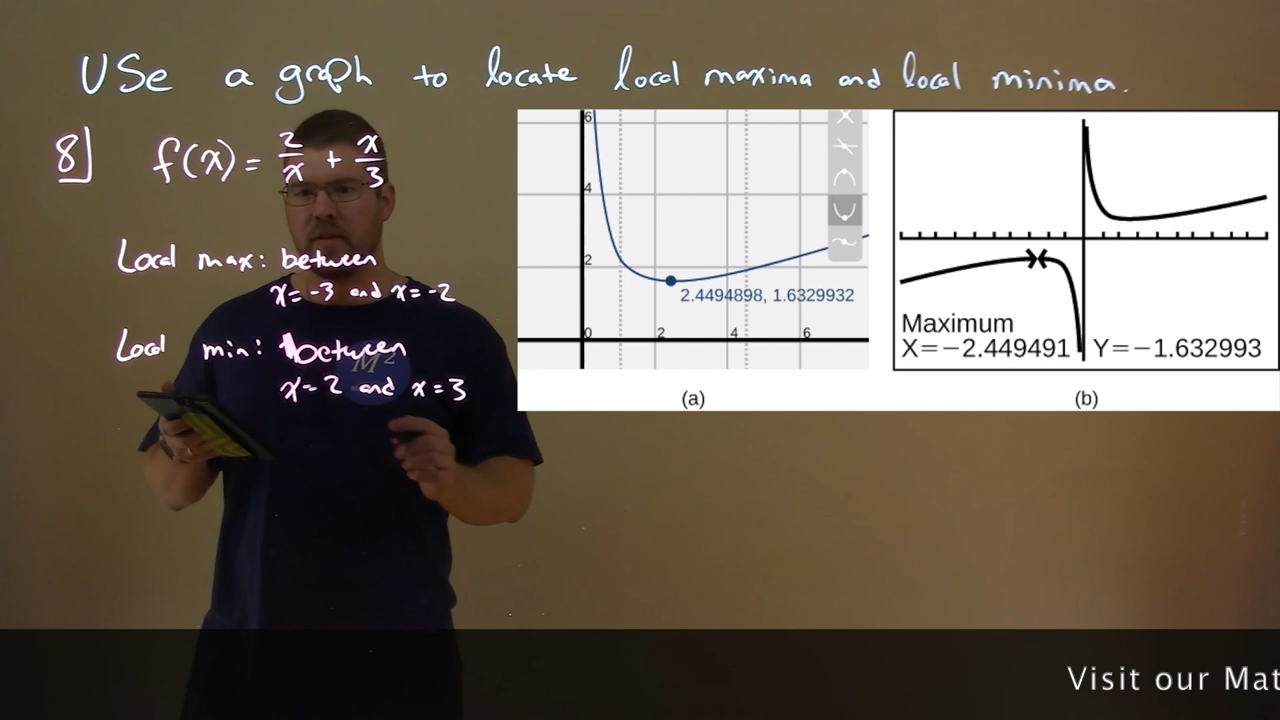 Use a graph to locate local maxima and local minima.
8] f(x) = 2/x + x/3
Local max: between
x=-3 and x=-2
Local min: between
x=2 and x=3
M²
6
4
2
0 2 4 6
2.4494898, 1.6329932
(a)
Maximum
X=−2.449491 Y=−1.632993
(b)
Visit our Mat